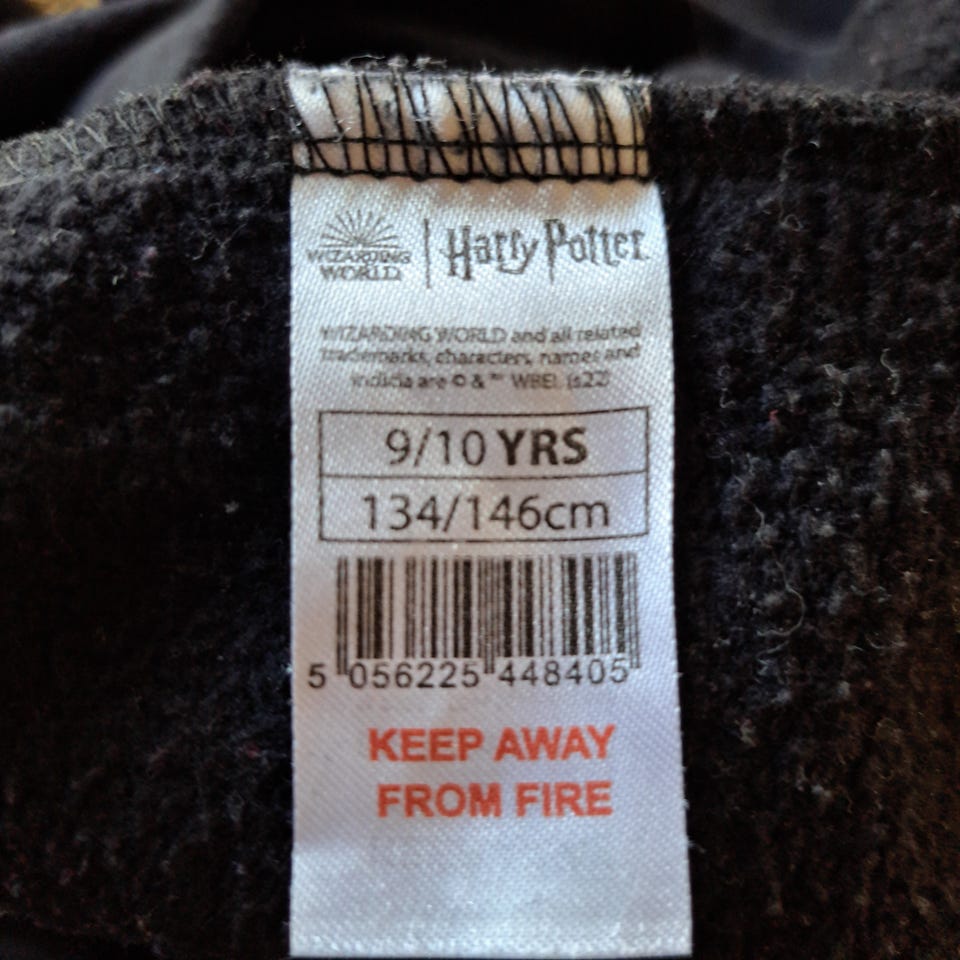 WIZARDING
WORLD
Harry Potter
WIZARDING WORLD and all related
trademarks, characters, names and
indicia are © & ™ WBEI. (s22)
9/10 YRS
134/146cm
5 056225 448405
KEEP AWAY
FROM FIRE